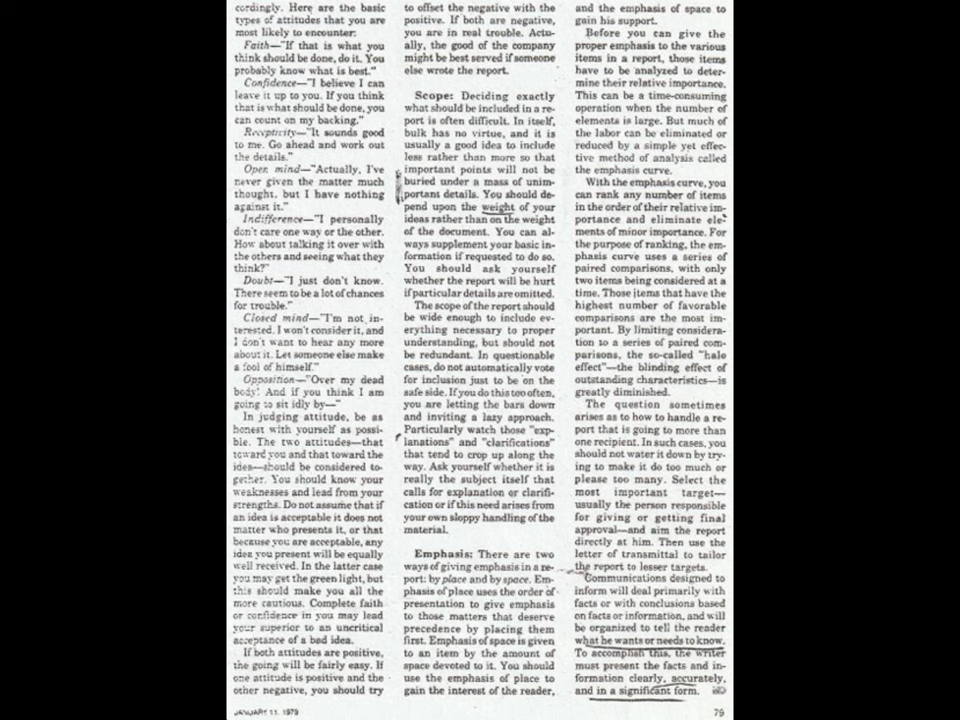 cordingly. Here are the basic
types of attitudes that you are
most likely to encounter:
Faith—"If that is what you
think should be done, do it. You
probably know what is best."
Confidence—"I believe I can
leave it up to you. If you think
that is what should be done, you
can count on my backing."
Receptivity—"It sounds good
to me. Go ahead and work out
the details."
Open mind—"Actually, I've
never given the matter much
thought, but I have nothing
against it."
Indifference—"I personally
don't care one way or the other.
How about talking it over with
the others and seeing what they
think?"
Doubt—"I just don't know.
There seem to be a lot of chances
for trouble."
Closed mind—"I'm not in-
terested. I won't consider it, and
I don't want to hear any more
about it. Let someone else make
a fool of himself."
Opposition—"Over my dead
body! And if you think I am
going to sit idly by—"
In judging attitude, be as
honest with yourself as possi-
ble. The two attitudes—that
toward you and that toward the
idea—should be considered to-
gether. You should know your
weaknesses and lead from your
strengths. Do not assume that if
an idea is acceptable it does not
matter who presents it, or that
because you are acceptable, any
idea you present will be equally
well received. In the latter case
you may get the green light, but
this should make you all the
more cautious. Complete faith
or confidence in you may lead
your superior to an uncritical
acceptance of a bad idea.
If both attitudes are positive,
the going will be fairly easy. If
one attitude is positive and the
other negative, you should try
to offset the negative with the
positive. If both are negative,
you are in real trouble. Actu-
ally, the good of the company
might be best served if someone
else wrote the report.
Scope: Deciding exactly
what should be included in a re-
port is often difficult. In itself,
bulk has no virtue, and it is
usually a good idea to include
less rather than more so that
important points will not be
buried under a mass of unim-
portant details. You should de-
pend upon the weight of your
ideas rather than on the weight
of the document. You can al-
ways supplement your basic in-
formation if requested to do so.
You should ask yourself
whether the report will be hurt
if particular details are omitted.
The scope of the report should
be wide enough to include ev-
erything necessary to proper
understanding, but should not
be redundant. In questionable
cases, do not automatically vote
for inclusion just to be on the
safe side. If you do this too often,
you are letting the bars down
and inviting a lazy approach.
Particularly watch those "exp-
lanations" and "clarifications"
that tend to crop up along the
way. Ask yourself whether it is
really the subject itself that
calls for explanation or clarifi-
cation or if this need arises from
your own sloppy handling of the
material.
Emphasis: There are two
ways of giving emphasis in a re-
port: by place and by space. Em-
phasis of place uses the order of
presentation to give emphasis
to those matters that deserve
precedence by placing them
first. Emphasis of space is given
to an item by the amount of
space devoted to it. You should
use the emphasis of place to
gain the interest of the reader,
and the emphasis of space to
gain his support.
Before you can give the
proper emphasis to the various
items in a report, those items
have to be analyzed to deter-
mine their relative importance.
This can be a time-consuming
operation when the number of
elements is large. But much of
the labor can be eliminated or
reduced by a simple yet effec-
tive method of analysis called
the emphasis curve.
With the emphasis curve, you
can rank any number of items
in the order of their relative im-
portance and eliminate ele-
ments of minor importance. For
the purpose of ranking, the em-
phasis curve uses a series of
paired comparisons, with only
two items being considered at a
time. Those items that have the
highest number of favorable
comparisons are the most im-
portant. By limiting considera-
tion to a series of paired com-
parisons, the so-called "halo
effect"—the blinding effect of
outstanding characteristics—is
greatly diminished.
The question sometimes
arises as to how to handle a re-
port that is going to more than
one recipient. In such cases, you
should not water it down by try-
ing to make it do too much or
please too many. Select the
most important target—
usually the person responsible
for giving or getting final
approval—and aim the report
directly at him. Then use the
letter of transmittal to tailor
the report to lesser targets.
Communications designed to
inform will deal primarily with
facts or with conclusions based
on facts or information, and will
be organized to tell the reader
what he wants or needs to know.
To accomplish this, the writer
must present the facts and in-
formation clearly, accurately,
and in a significant form.
JANUARY 11, 1979
79